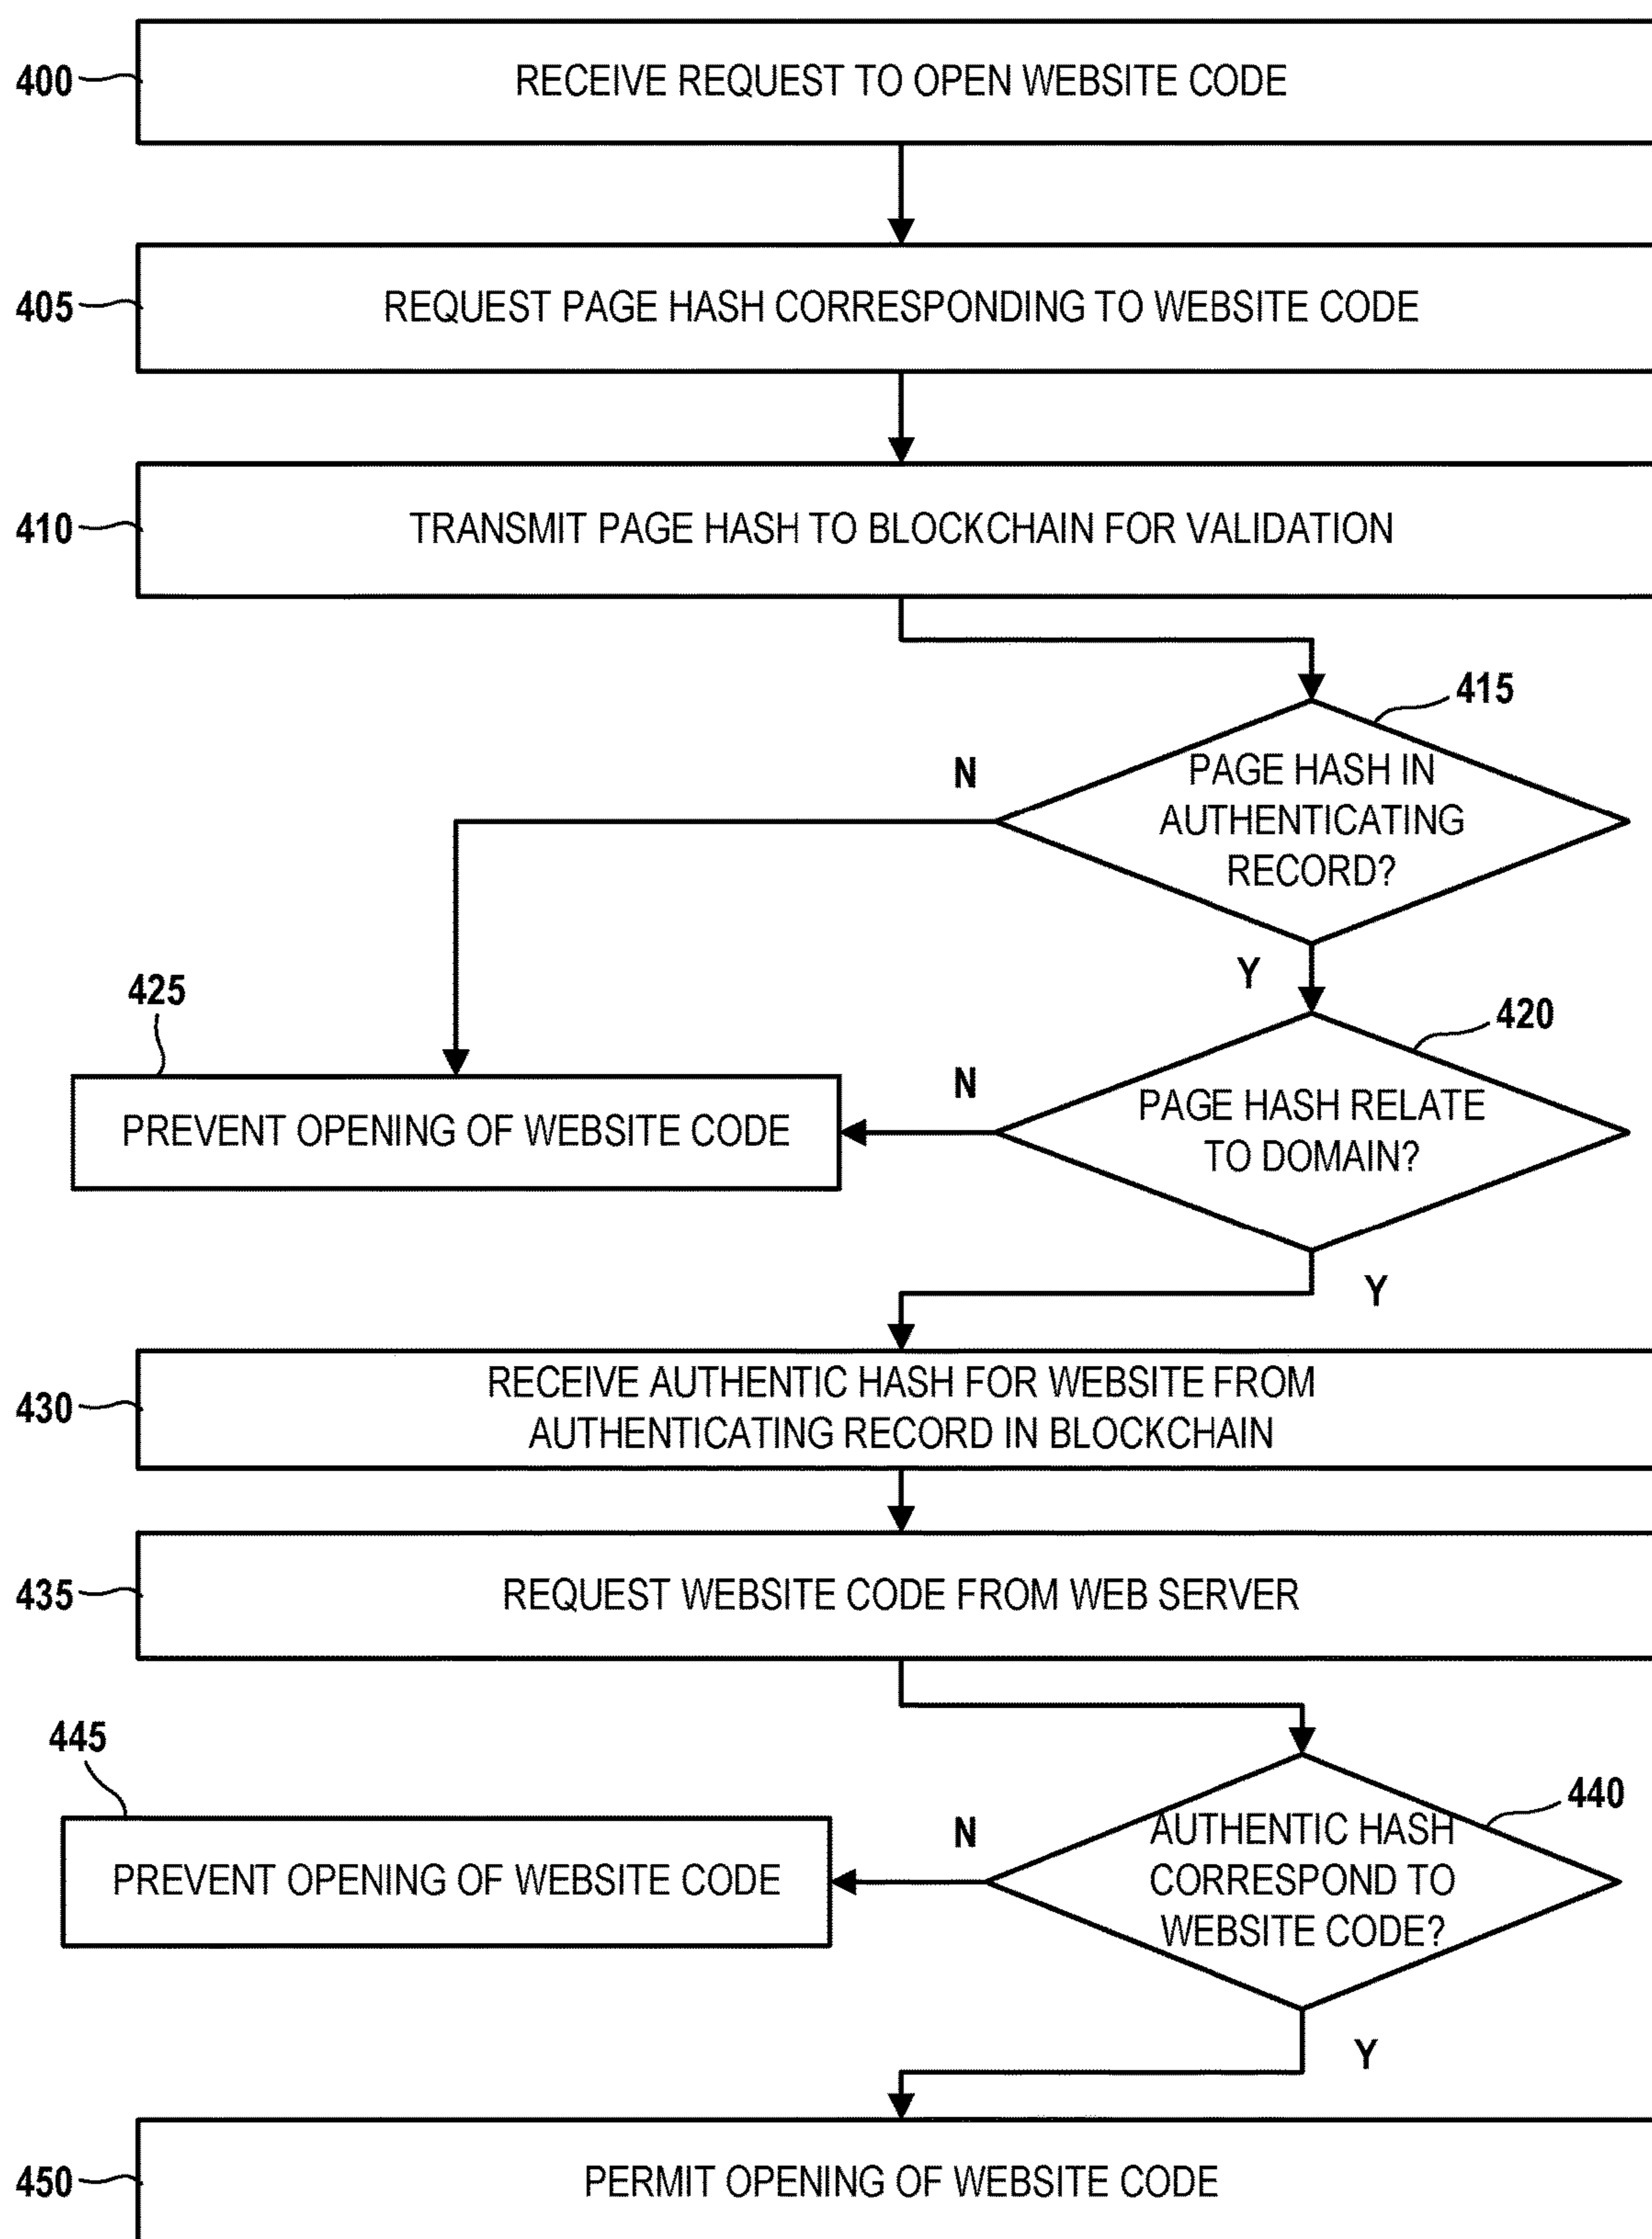 400
RECEIVE REQUEST TO OPEN WEBSITE CODE
405
REQUEST PAGE HASH CORRESPONDING TO WEBSITE CODE
410
TRANSMIT PAGE HASH TO BLOCKCHAIN FOR VALIDATION
415
N
PAGE HASH IN
AUTHENTICATING
RECORD?
Y
425
420
PREVENT OPENING OF WEBSITE CODE
N
PAGE HASH RELATE
TO DOMAIN?
Y
430
RECEIVE AUTHENTIC HASH FOR WEBSITE FROM
AUTHENTICATING RECORD IN BLOCKCHAIN
435
REQUEST WEBSITE CODE FROM WEB SERVER
445
440
PREVENT OPENING OF WEBSITE CODE
N
AUTHENTIC HASH
CORRESPOND TO
WEBSITE CODE?
Y
450
PERMIT OPENING OF WEBSITE CODE